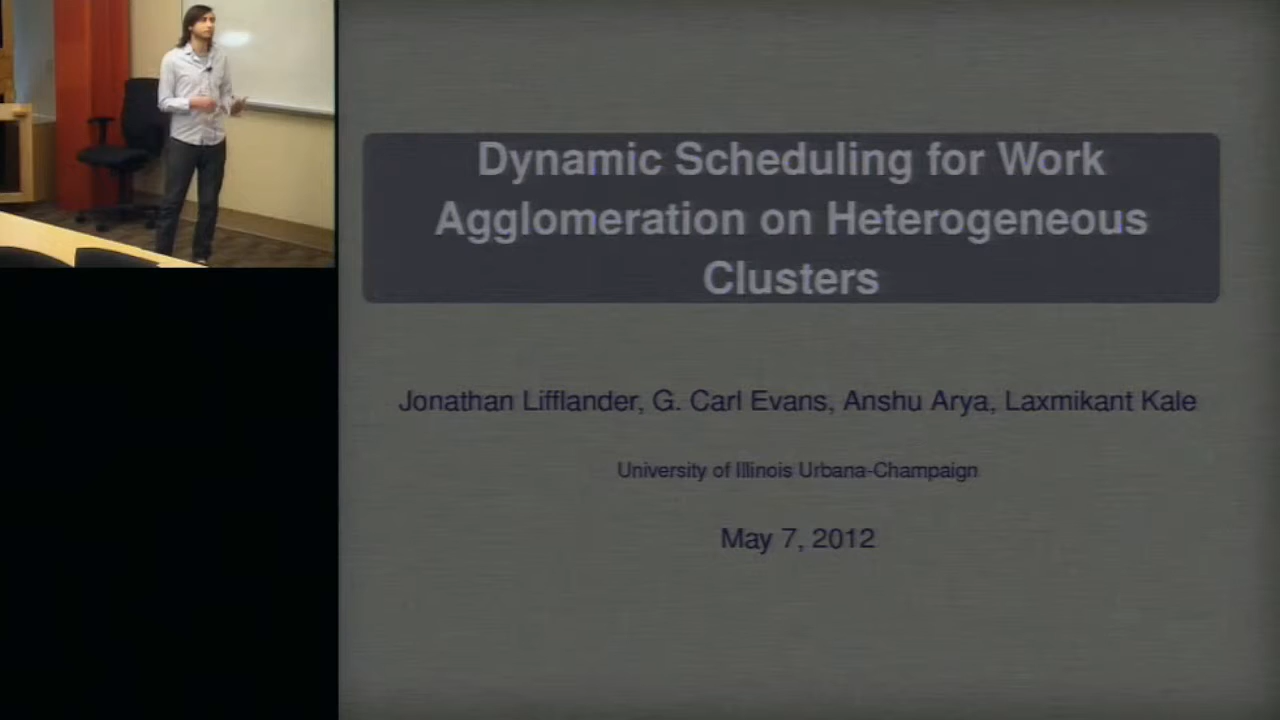 Dynamic Scheduling for Work
Agglomeration on Heterogeneous
Clusters
Jonathan Lifflander, G. Carl Evans, Anshu Arya, Laxmikant Kale
University of Illinois Urbana-Champaign
May 7, 2012